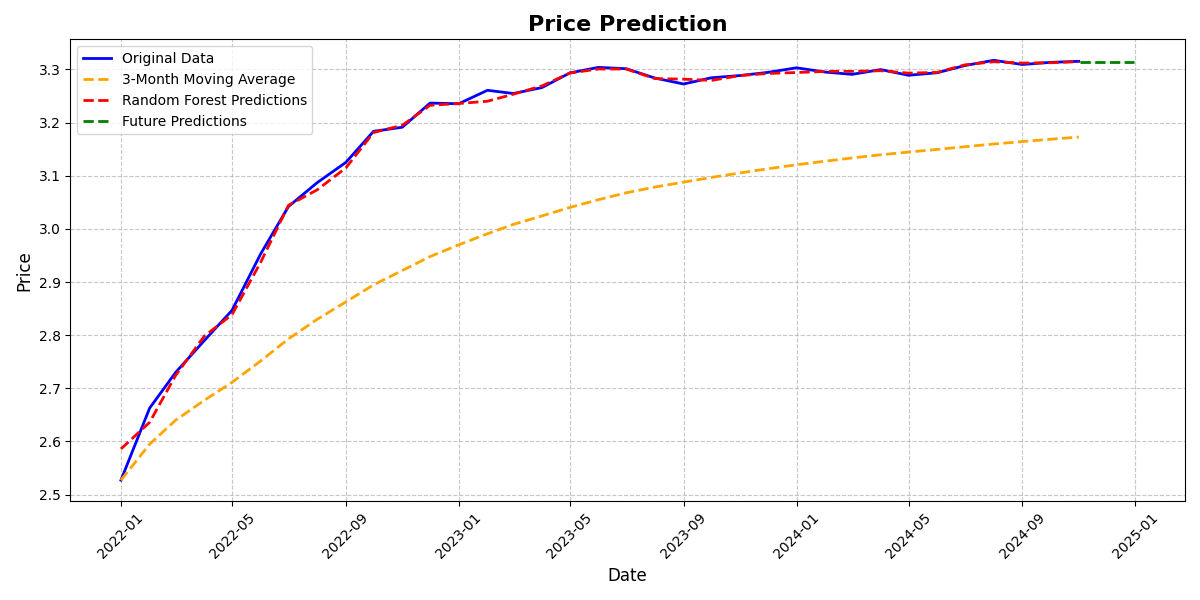 Price Prediction
Original Data
3-Month Moving Average
Random Forest Predictions
Future Predictions
3.3
3.2
3.1
3.0
2.9
2.8
2.7
2.6
2.5
Price
2022-01
2022-05
2022-09
2023-01
2023-05
2023-09
2024-01
2024-05
2024-09
2025-01
Date